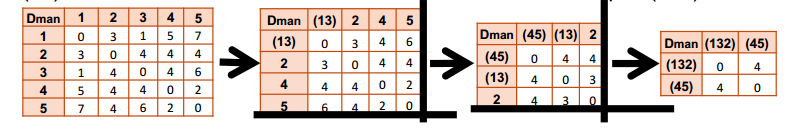 Dman 1 2 3 4 5
1 0 3 1 5 7
2 3 0 4 4 4
3 1 4 0 4 6
4 5 4 4 0 2
5 7 4 6 2 0
Dman (13) 2 4 5
(13) 0 3 4 6
2 3 0 4 4
4 4 4 0 2
5 6 4 2 0
Dman (45) (13) 2
(45) 0 4 4
(13) 4 0 3
2 4 3 0
Dman (132) (45)
(132) 0 4
(45) 4 0